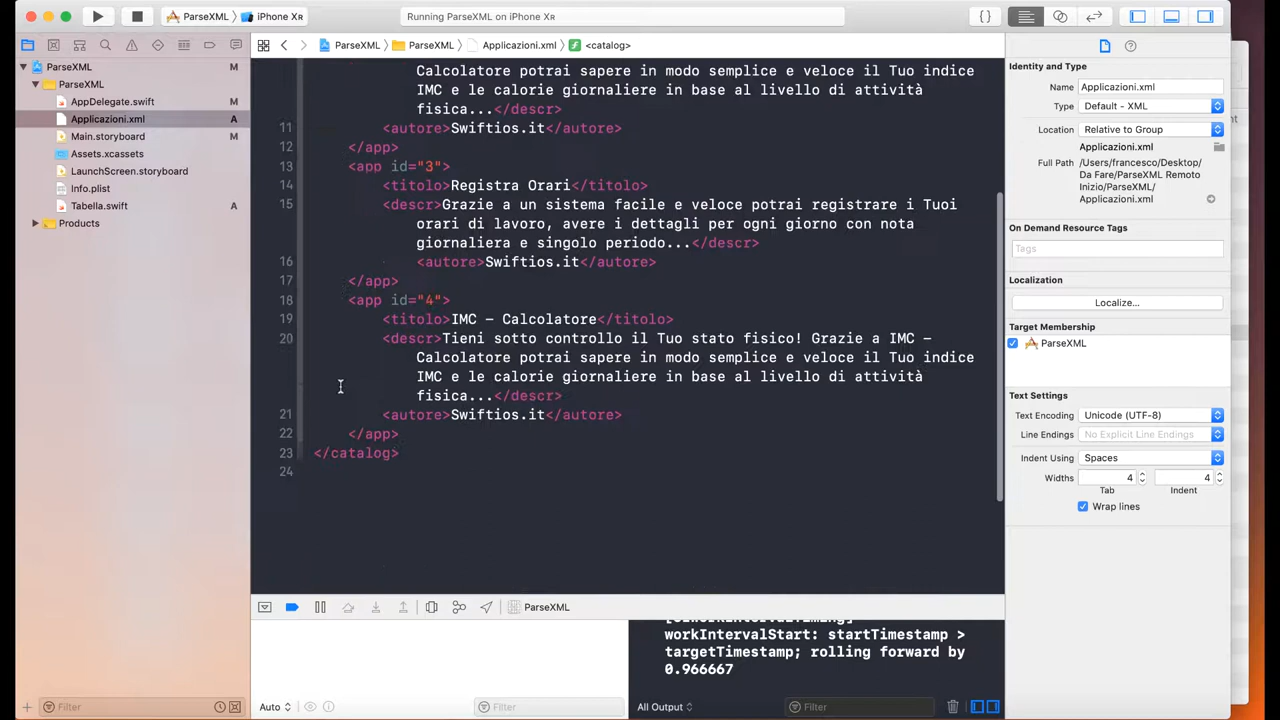 ParseXML
iPhone XR
Running ParseXML on iPhone XR
{ }
ParseXML
ParseXML
Applicazioni.xml
<catalog>
ParseXML M
ParseXML
AppDelegate.swift M
Applicazioni.xml A
Main.storyboard M
Assets.xcassets
LaunchScreen.storyboard
Info.plist
Tabella.swift A
Products
Filter
Calcolatore potrai sapere in modo semplice e veloce il Tuo indice
IMC e le calorie giornaliere in base al livello di attività
fisica...</descr>
11 <autore>Swiftios.it</autore>
12 </app>
13 <app id="3">
14 <titolo>Registra Orari</titolo>
15 <descr>Grazie a un sistema facile e veloce potrai registrare i Tuoi
orari di lavoro, avere i dettagli per ogni giorno con nota
giornaliera e singolo periodo...</descr>
16 <autore>Swiftios.it</autore>
17 </app>
18 <app id="4">
19 <titolo>IMC – Calcolatore</titolo>
20 <descr>Tieni sotto controllo il Tuo stato fisico! Grazie a IMC –
Calcolatore potrai sapere in modo semplice e veloce il Tuo indice
IMC e le calorie giornaliere in base al livello di attività
fisica...</descr>
21 <autore>Swiftios.it</autore>
22 </app>
23 </catalog>
24
ParseXML
workIntervalStart: startTimestamp >
targetTimestamp; rolling forward by
0.966667
Auto
Filter
All Output
Filter
Identity and Type
Name Applicazioni.xml
Type Default - XML
Location Relative to Group
Applicazioni.xml
Full Path /Users/francesco/Desktop/
Da Fare/ParseXML Remoto
Inizio/ParseXML/
Applicazioni.xml
On Demand Resource Tags
Tags
Localization
Localize...
Target Membership
ParseXML
Text Settings
Text Encoding Unicode (UTF-8)
Line Endings No Explicit Line Endings
Indent Using Spaces
Widths 4 4
Tab Indent
Wrap lines